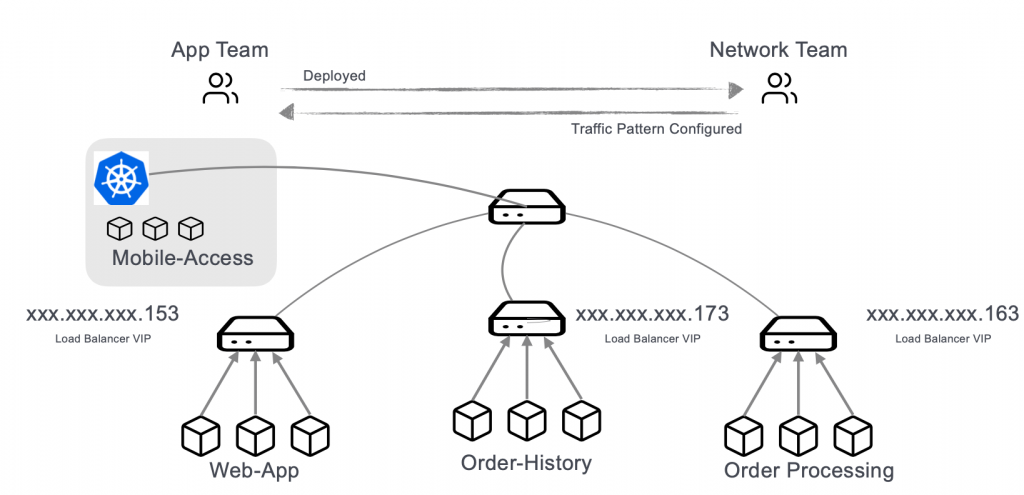 App Team
Network Team
Deployed
Traffic Pattern Configured
Mobile-Access
xxx.xxx.xxx.153
Load Balancer VIP
xxx.xxx.xxx.173
Load Balancer VIP
xxx.xxx.xxx.163
Load Balancer VIP
Web-App
Order-History
Order Processing